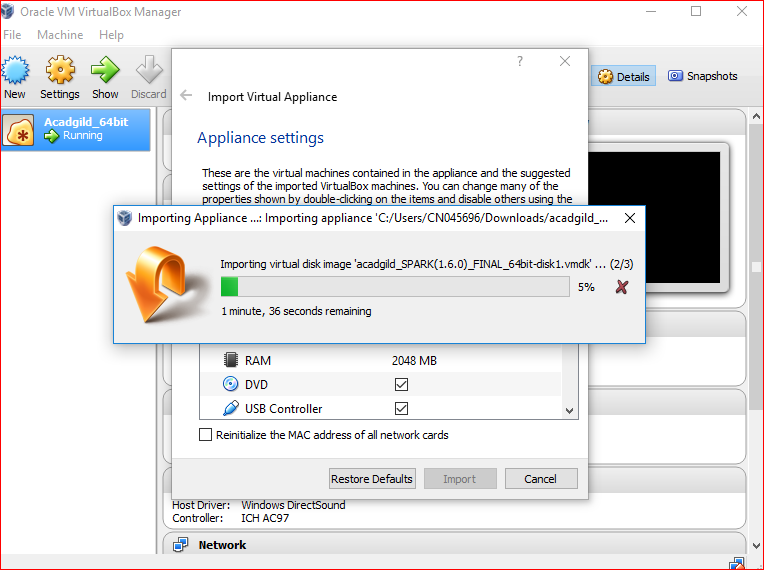 Oracle VM VirtualBox Manager
File Machine Help
New Settings Show Discard
Details Snapshots
Acadgild_64bit
Running
?
Import Virtual Appliance
Appliance settings
These are the virtual machines contained in the appliance and the suggested
settings of the imported VirtualBox machines. You can change many of the
properties shown by double-clicking on the items and disable others using the
Importing Appliance ...: Importing appliance 'C:/Users/CN045696/Downloads/acadgild_...
Importing virtual disk image 'acadgild_SPARK(1.6.0)_FINAL_64bit-disk1.vmdk' ... (2/3)
5%
1 minute, 36 seconds remaining
RAM 2048 MB
DVD
USB Controller
Reinitialize the MAC address of all network cards
Restore Defaults Import Cancel
Host Driver: Windows DirectSound
Controller: ICH AC97
Network